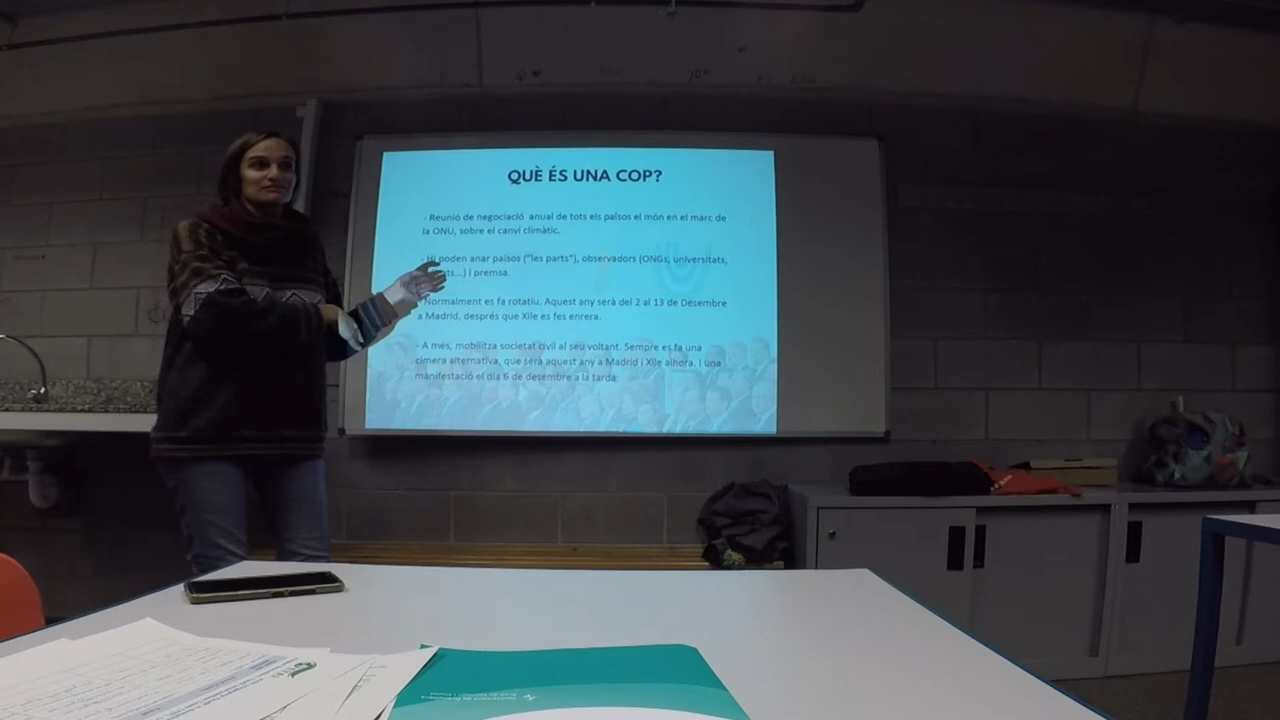 QUÈ ÉS UNA COP?
- Reunió de negociació anual de tots els països el món en el marc de
la ONU, sobre el canvi climàtic.
- Hi poden anar països ("les parts"), observadors (ONGs, universitats,
...) i premsa.
- Normalment es fa rotatiu. Aquest any serà del 2 al 13 de Desembre
a Madrid, després que Xile es fes enrera.
- A més, mobilitza societat civil al seu voltant. Sempre es fa una
cimera alternativa, que serà aquest any a Madrid i Xile alhora. I una
manifestació el dia 6 de desembre a la tarda.